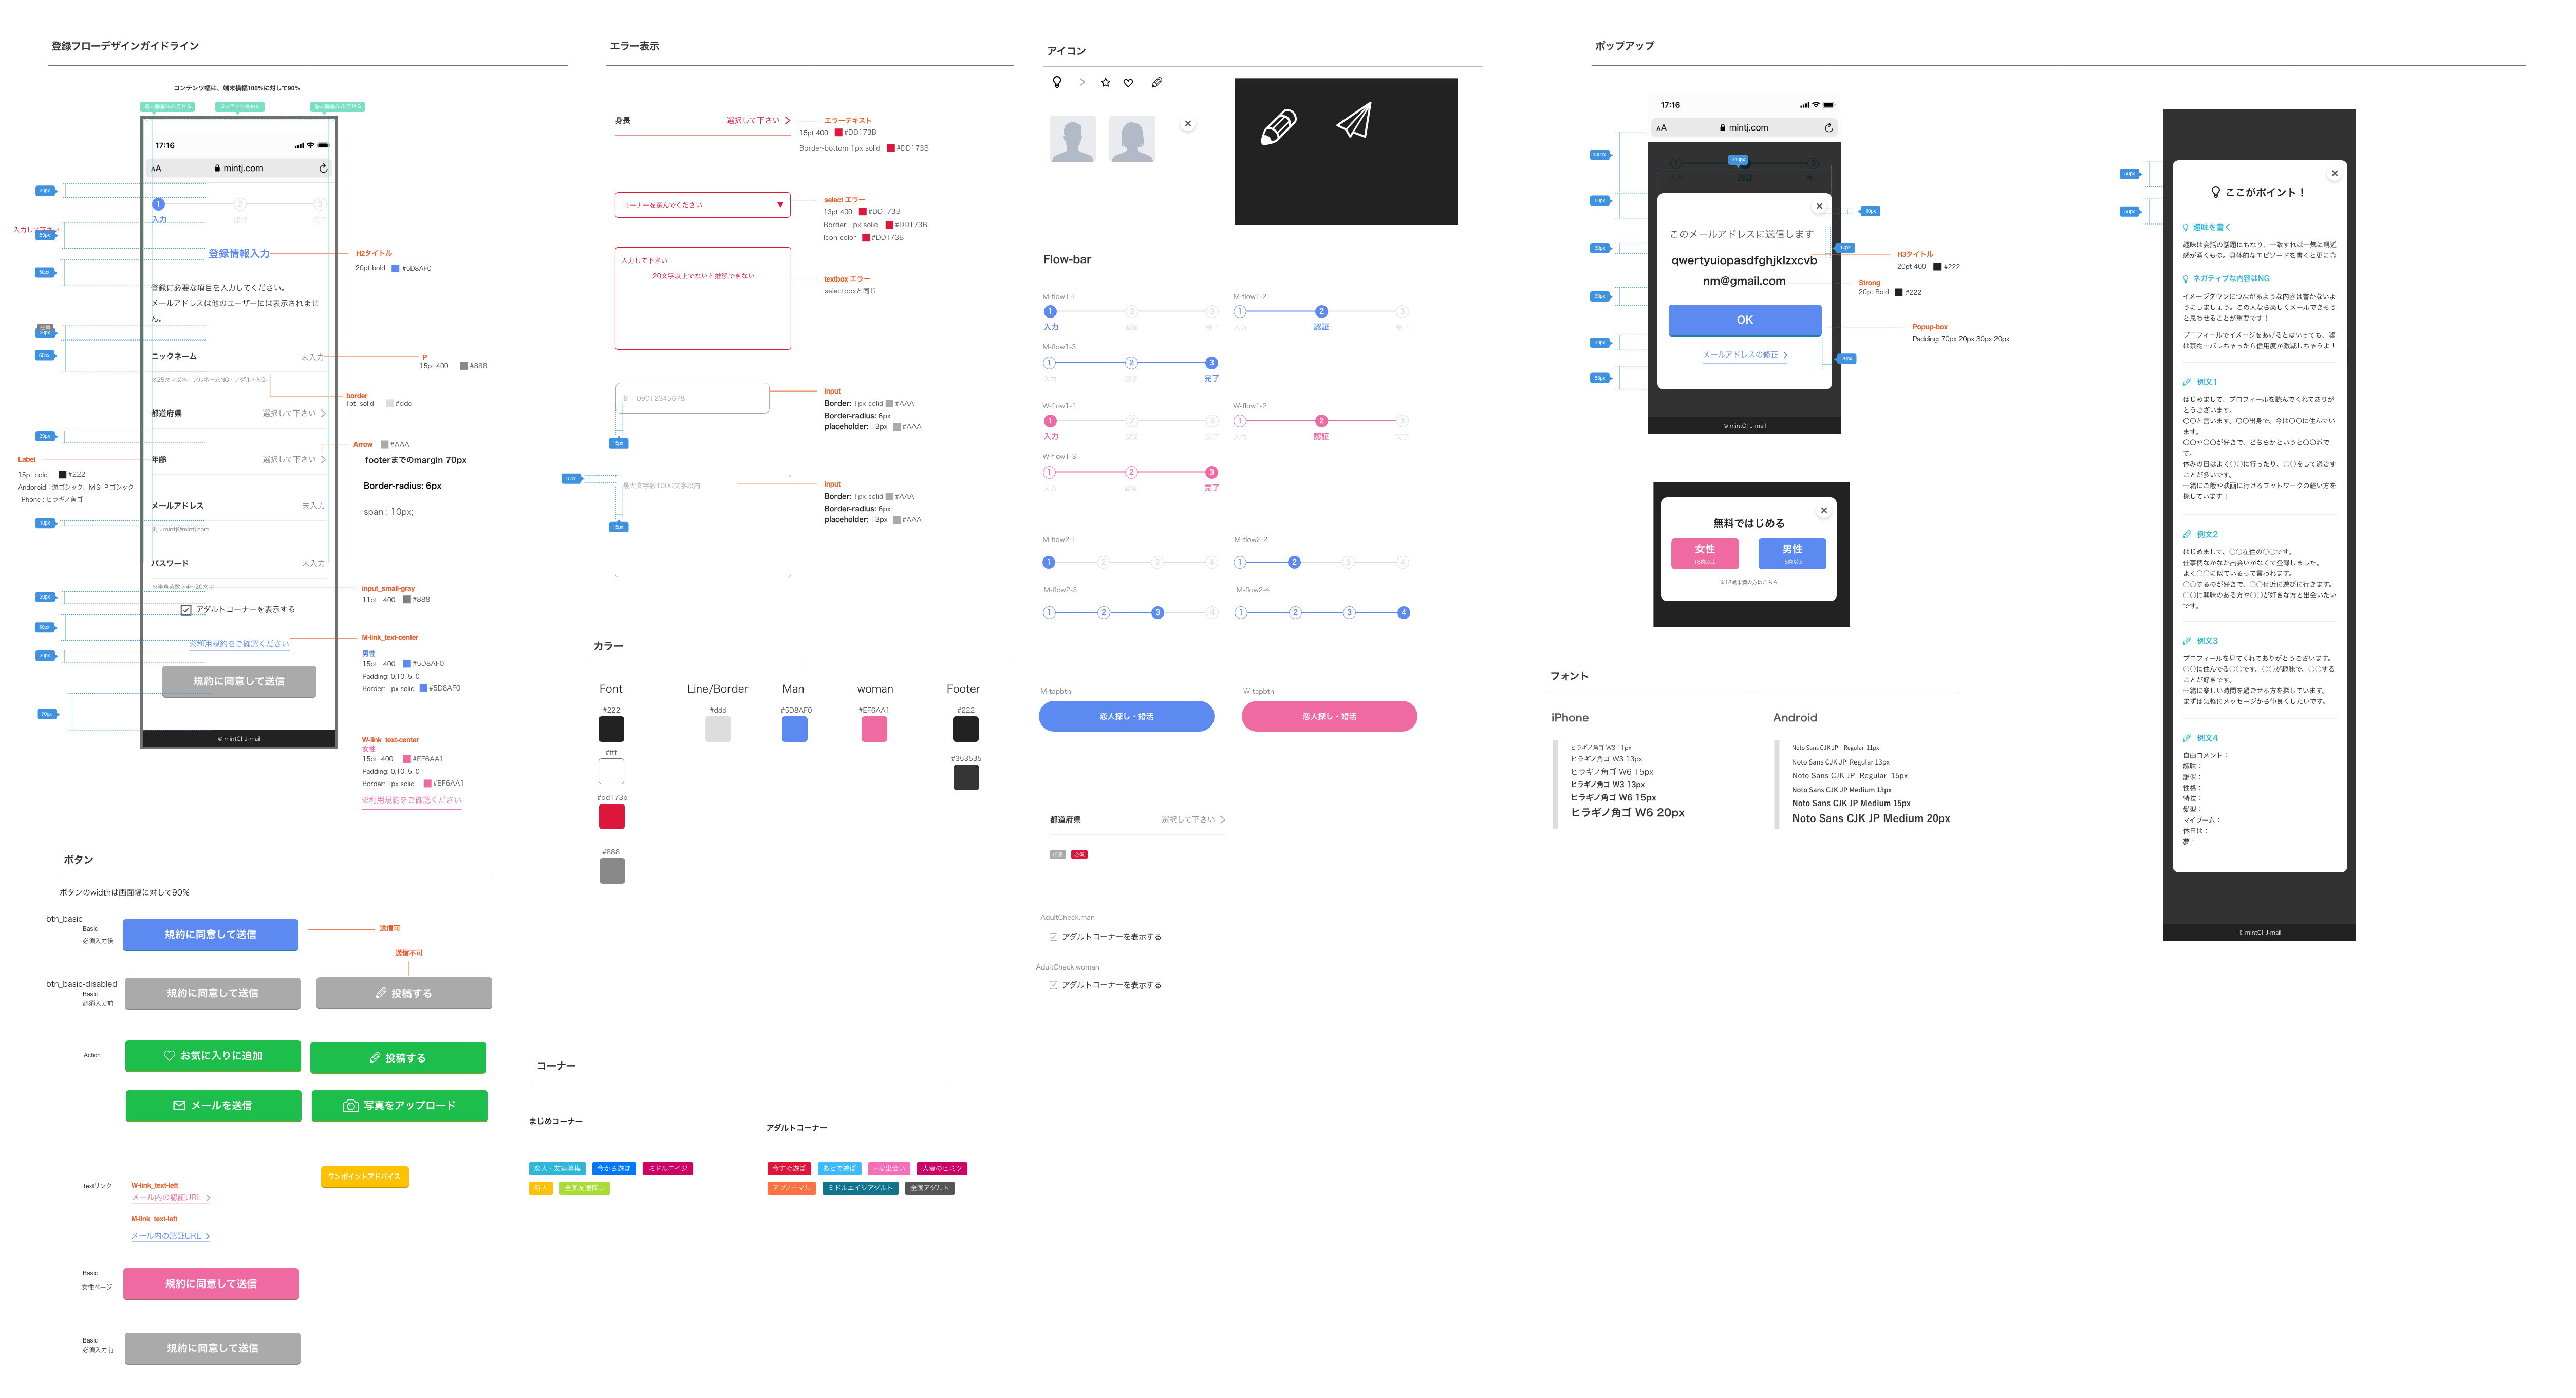 登録フローデザインガイドライン
コンテンツ幅は、端末横幅100%に対して90%
17:16
AA
mintj.com
1
2
3
入力
認証
完了
登録情報入力
登録に必要な項目を入力してください。
メールアドレスは他のユーザーには表示されませ
ん。
任意
ニックネーム
未入力
※25文字以内。フルネームNG・アダルトNG。
都道府県
選択して下さい
年齢
選択して下さい
メールアドレス
未入力
例：mintj@mintj.com
パスワード
未入力
※半角英数字4〜20文字
アダルトコーナーを表示する
※利用規約をご確認ください
規約に同意して送信
© mintC! J-mail
30px
50px
50px
60px
30px
10px
30px
50px
70px
Label
15pt bold #222
Andoroid：游ゴシック、ＭＳ Ｐゴシック
iPhone : ヒラギノ角ゴ
H2タイトル
20pt bold #5D8AF0
P
15pt 400 #888
border
1pt solid #ddd
Arrow #AAA
footerまでのmargin 70px
Border-radius: 6px
span : 10px;
input_small-gray
11pt 400 #888
M-link_text-center
男性
15pt 400 #5D8AF0
Padding: 0,10, 5, 0
Border: 1px solid #5D8AF0
W-link_text-center
女性
15pt 400 #EF6AA1
Padding: 0,10, 5, 0
Border: 1px solid #EF6AA1
※利用規約をご確認ください
ボタン
ボタンのwidthは画面幅に対して90%
btn_basic
Basic
必須入力後
規約に同意して送信
送信可
送信不可
btn_basic-disabled
Basic
必須入力前
規約に同意して送信
投稿する
Action
お気に入りに追加
投稿する
メールを送信
写真をアップロード
Textリンク
W-link_text-left
メール内の認証URL
M-link_text-left
メール内の認証URL
ワンポイントアドバイス
Basic
女性ページ
規約に同意して送信
Basic
必須入力前
規約に同意して送信
エラー表示
身長
選択して下さい
エラーテキスト
15pt 400 #DD173B
Border-bottom 1px solid #DD173B
コーナーを選んでください
select エラー
13pt 400 #DD173B
Border 1px solid #DD173B
Icon color #DD173B
入力して下さい
20文字以上でないと推移できない
textbox エラー
selectboxと同じ
例：09012345678
15px
input
Border: 1px solid #AAA
Border-radius: 6px
placeholder: 13px #AAA
最大文字数1000文字以内
15px
15px
input
Border: 1px solid #AAA
Border-radius: 6px
placeholder: 13px #AAA
カラー
Font
Line/Border
Man
woman
Footer
#222
#ddd
#5D8AF0
#EF6AA1
#222
#fff
#353535
#dd173b
#888
コーナー
まじめコーナー
恋人・友達募集
今から遊ぼ
ミドルエイジ
新人
全国友達探し
アダルトコーナー
今すぐ遊ぼ
あとで遊ぼ
Hな出会い
人妻のヒミツ
アブノーマル
ミドルエイジアダルト
全国アダルト
アイコン
Flow-bar
M-flow1-1
1
2
3
入力
認証
完了
M-flow1-2
1
2
3
入力
認証
完了
M-flow1-3
1
2
3
入力
認証
完了
W-flow1-1
1
2
3
入力
認証
完了
W-flow1-2
1
2
3
入力
認証
完了
W-flow1-3
1
2
3
入力
認証
完了
M-flow2-1
1
2
3
4
M-flow2-2
1
2
3
4
M-flow2-3
1
2
3
4
M-flow2-4
1
2
3
4
M-tapbtn
恋人探し・婚活
W-tapbtn
恋人探し・婚活
都道府県
選択して下さい
任意
必須
AdultCheck.man
アダルトコーナーを表示する
AdultCheck.woman
アダルトコーナーを表示する
ポップアップ
17:16
AA
mintj.com
340px
このメールアドレスに送信します
qwertyuiopasdfghjklzxcvb
nm@gmail.com
OK
メールアドレスの修正
© mintC! J-mail
10px
10px
20px
H3タイトル
20pt 400 #222
Strong
20pt Bold #222
Popup-box
Padding: 70px 20px 30px 20px
無料ではじめる
女性
18歳以上
男性
18歳以上
※18歳未満の方はこちら
フォント
iPhone
ヒラギノ角ゴ W3 11px
ヒラギノ角ゴ W3 13px
ヒラギノ角ゴ W6 15px
ヒラギノ角ゴ W3 13px
ヒラギノ角ゴ W6 15px
ヒラギノ角ゴ W6 20px
Android
Noto Sans CJK JP Regular 11px
Noto Sans CJK JP Regular 13px
Noto Sans CJK JP Regular 15px
Noto Sans CJK JP Medium 13px
Noto Sans CJK JP Medium 15px
Noto Sans CJK JP Medium 20px
ここがポイント！
趣味を書く
趣味は会話の話題にもなり、一致すれば一気に親近
感が湧くもの。具体的なエピソードを書くと更に◎
ネガティブな内容はNG
イメージダウンにつながるような内容は書かないよ
うにしましょう。この人なら楽しくメールできそう
と思わせることが重要です！
プロフィールでイメージをあげるとはいっても、嘘
は禁物…バレちゃったら信用度が激減しちゃうよ！
例文1
はじめまして、プロフィールを読んでくれてありが
とうございます。
〇〇と言います。〇〇出身で、今は〇〇に住んでい
ます。
〇〇や〇〇が好きで、どちらかというと〇〇派で
す。
休みの日はよく〇〇に行ったり、〇〇をして過ごす
ことが多いです。
一緒にご飯や映画に行けるフットワークの軽い方を
探しています！
例文2
はじめまして、〇〇在住の〇〇です。
仕事柄なかなか出会いがなくて登録しました。
よく〇〇に似ているって言われます。
〇〇するのが好きで、〇〇付近に遊びに行きます。
〇〇に興味のある方や〇〇が好きな方と出会いたい
です。
例文3
プロフィールを見てくれてありがとうございます。
〇〇に住んでる〇〇です。〇〇が趣味で、〇〇する
ことが好きです。
一緒に楽しい時間を過ごせる方を探しています。
まずは気軽にメッセージから仲良くしたいです。
例文4
自由コメント：
趣味：
誰似：
性格：
特技：
髪型：
マイブーム：
休日は：
夢：
© mintC! J-mail